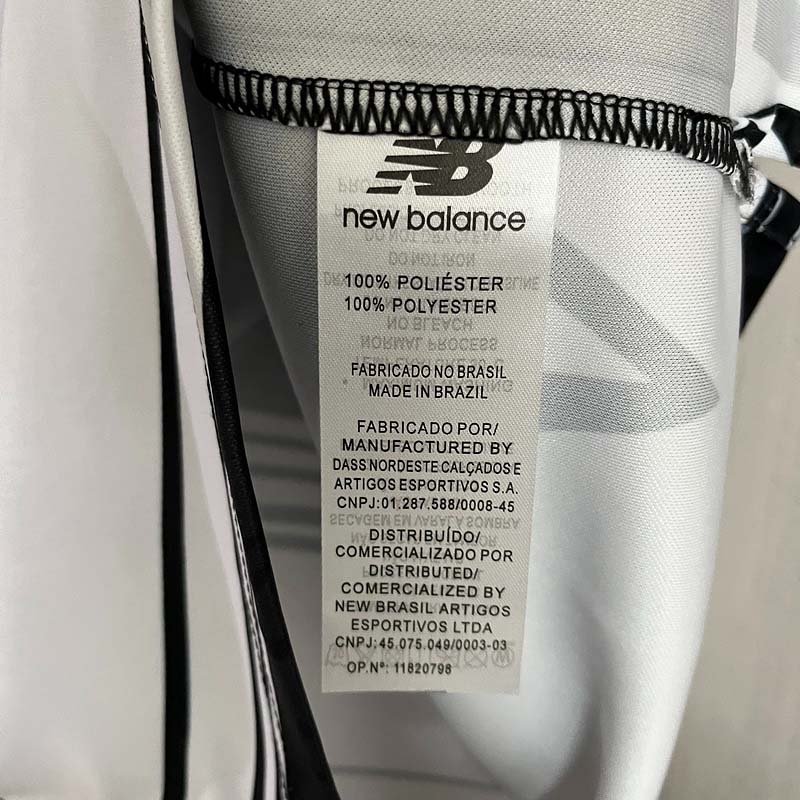 NB
new balance
100% POLIÉSTER
100% POLYESTER
FABRICADO NO BRASIL
MADE IN BRAZIL
FABRICADO POR/
MANUFACTURED BY
DASS NORDESTE CALÇADOS E
ARTIGOS ESPORTIVOS S.A.
CNPJ:01.287.588/0008-45
DISTRIBUÍDO/
COMERCIALIZADO POR
DISTRIBUTED/
COMERCIALIZED BY
NEW BRASIL ARTIGOS
ESPORTIVOS LTDA
CNPJ:45.075.049/0003-03
OP.Nº: 11820798